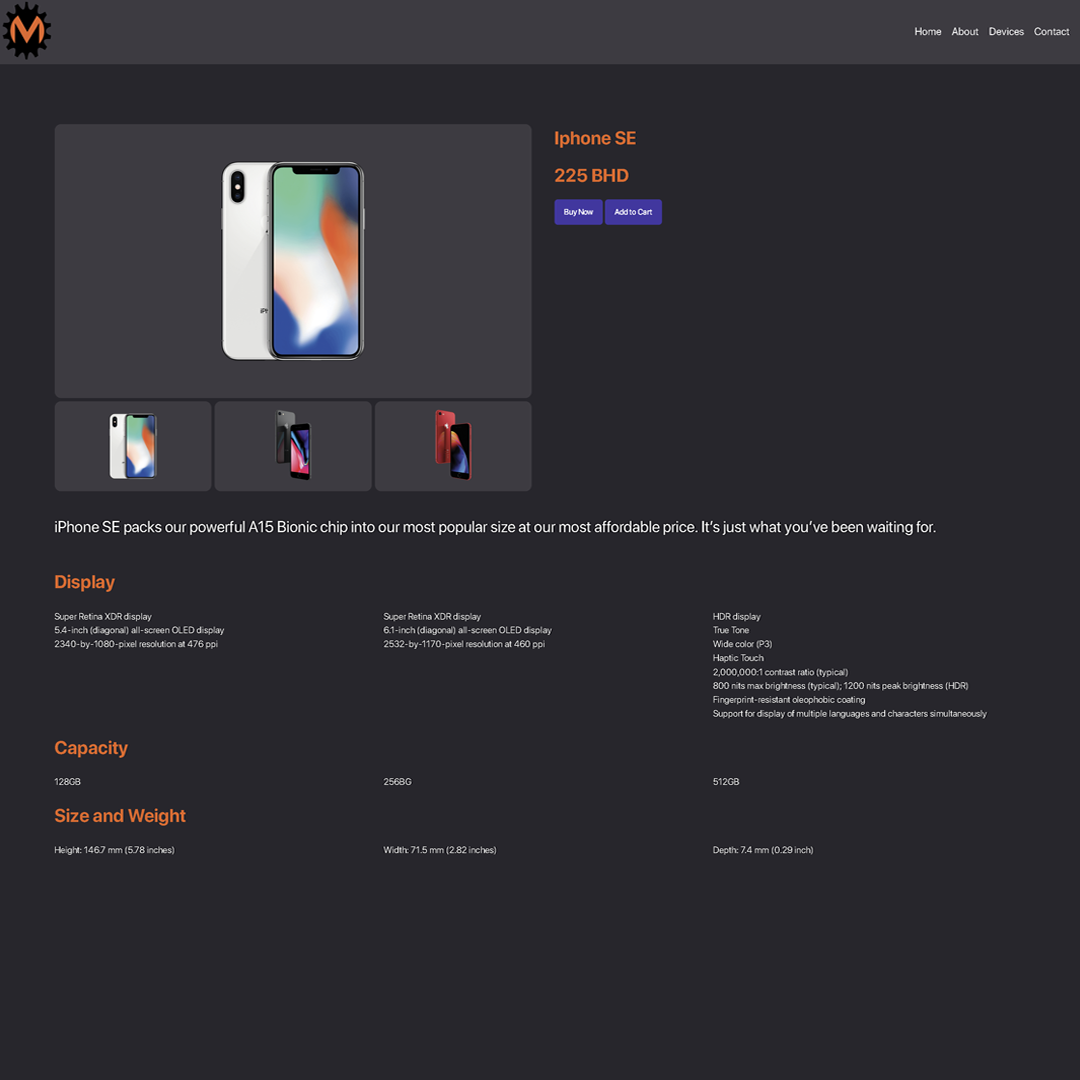 M
Home About Devices Contact
Iphone SE
225 BHD
Buy Now Add to Cart
iPhone SE packs our powerful A15 Bionic chip into our most popular size at our most affordable price. It’s just what you’ve been waiting for.
Display
Super Retina XDR display
5.4-inch (diagonal) all-screen OLED display
2340-by-1080-pixel resolution at 476 ppi
Super Retina XDR display
6.1-inch (diagonal) all-screen OLED display
2532-by-1170-pixel resolution at 460 ppi
HDR display
True Tone
Wide color (P3)
Haptic Touch
2,000,000:1 contrast ratio (typical)
800 nits max brightness (typical); 1200 nits peak brightness (HDR)
Fingerprint-resistant oleophobic coating
Support for display of multiple languages and characters simultaneously
Capacity
128GB
256BG
512GB
Size and Weight
Height: 146.7 mm (5.78 inches)
Width: 71.5 mm (2.82 inches)
Depth: 7.4 mm (0.29 inch)